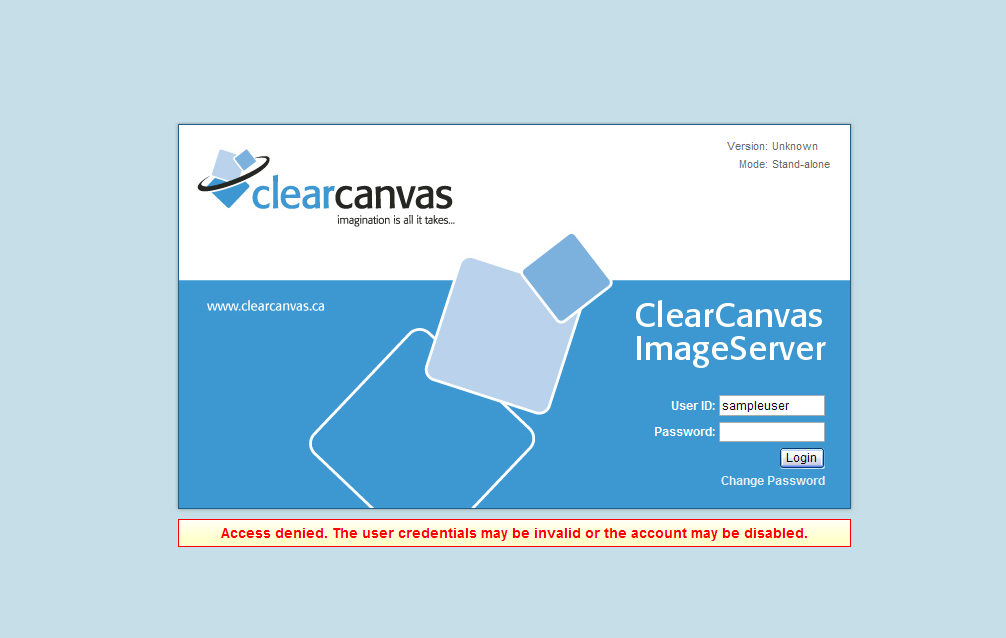 clearcanvas
imagination is all it takes...
Version: Unknown
Mode: Stand-alone
www.clearcanvas.ca
ClearCanvas
ImageServer
User ID: sampleuser
Password:
Login
Change Password
Access denied. The user credentials may be invalid or the account may be disabled.